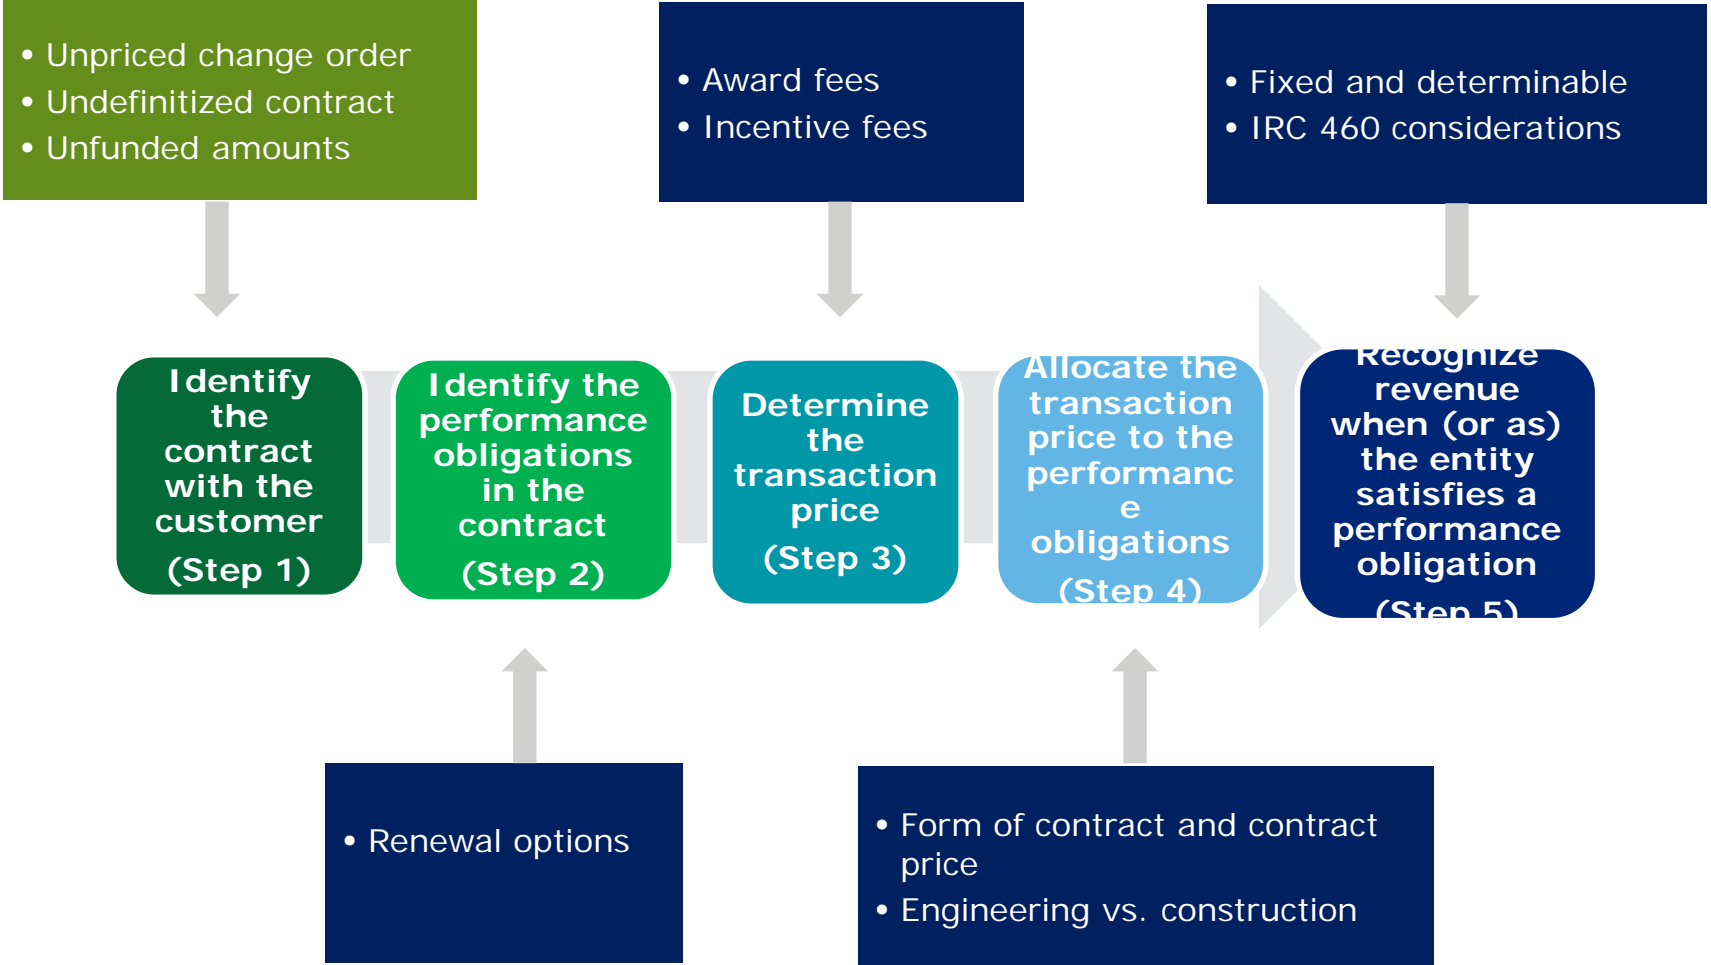 • Unpriced change order
• Undefinitized contract
• Unfunded amounts
• Award fees
• Incentive fees
• Fixed and determinable
• IRC 460 considerations
Identify
the
contract
with the
customer
(Step 1)
Identify the
performance
obligations
in the
contract
(Step 2)
Determine
the
transaction
price
(Step 3)
Allocate the
transaction
price to the
performanc
e
obligations
(Step 4)
Recognize
revenue
when (or as)
the entity
satisfies a
performance
obligation
(Step 5)
• Renewal options
• Form of contract and contract
price
• Engineering vs. construction